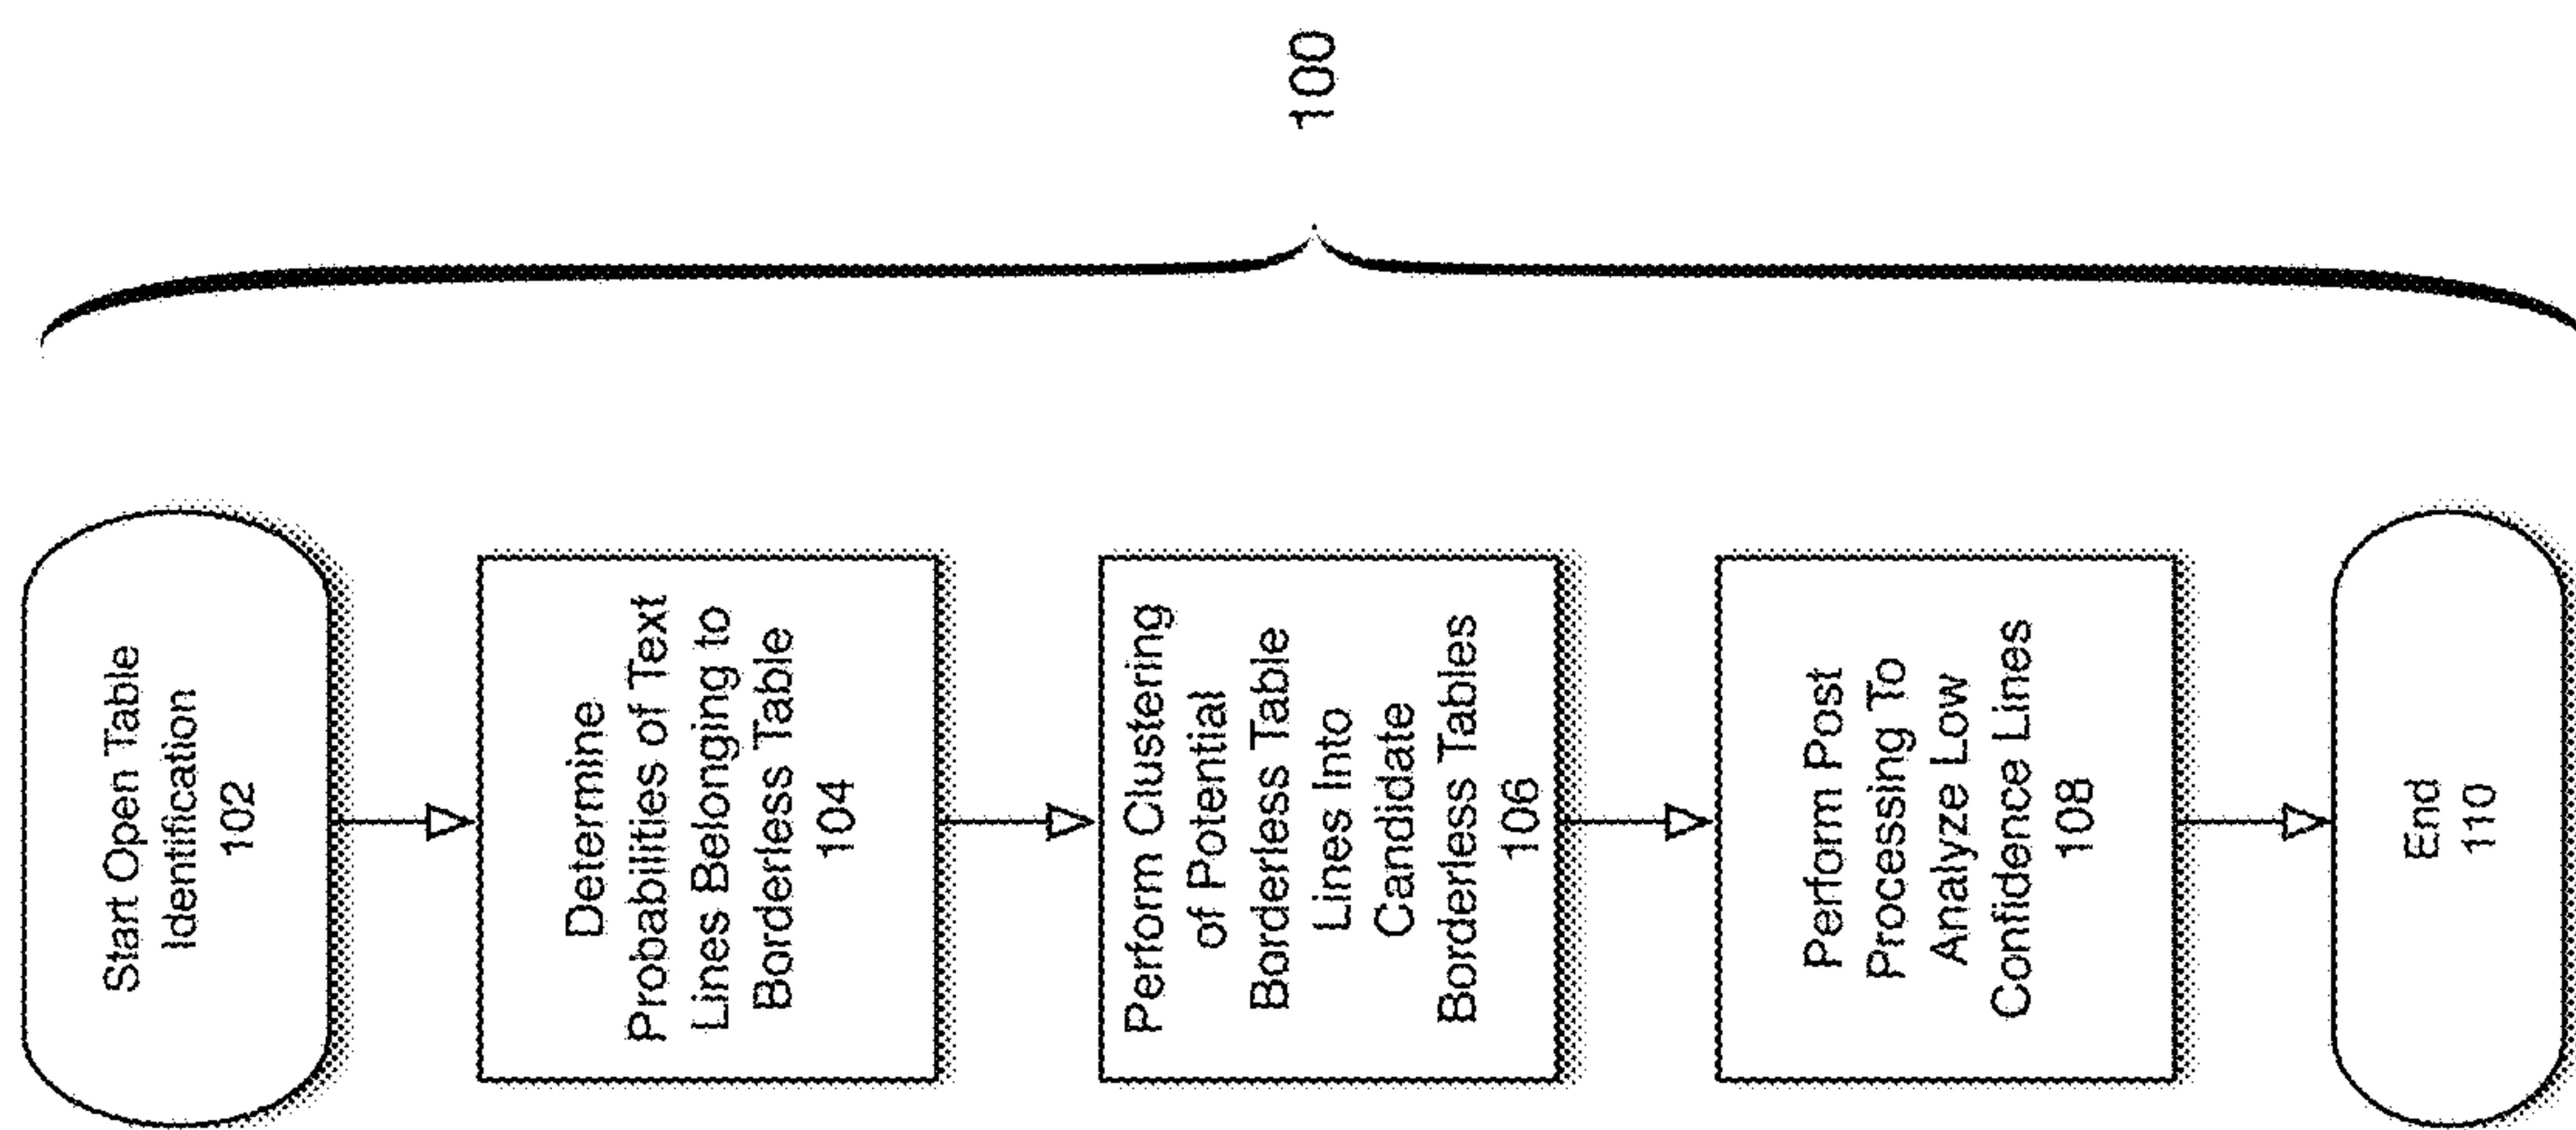 100
Start Open Table
Identification
102
Determine
Probabilities of Text
Lines Belonging to
Borderless Table
104
Perform Clustering
of Potential
Borderless Table
Lines Into
Candidate
Borderless Tables
106
Perform Post
Processing To
Analyze Low
Confidence Lines
108
End
110